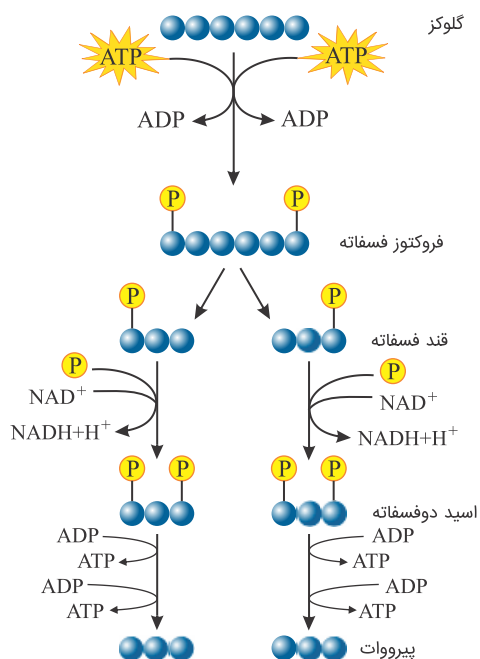 گلوکز
ATP ATP
ADP ADP
P P
فروکتوز فسفاته
P P
قند فسفاته
P P
NAD+ NAD+
NADH+H+ NADH+H+
P P P P
اسید دوفسفاته
ADP ADP
ATP ATP
ADP ADP
ATP ATP
پیرووات